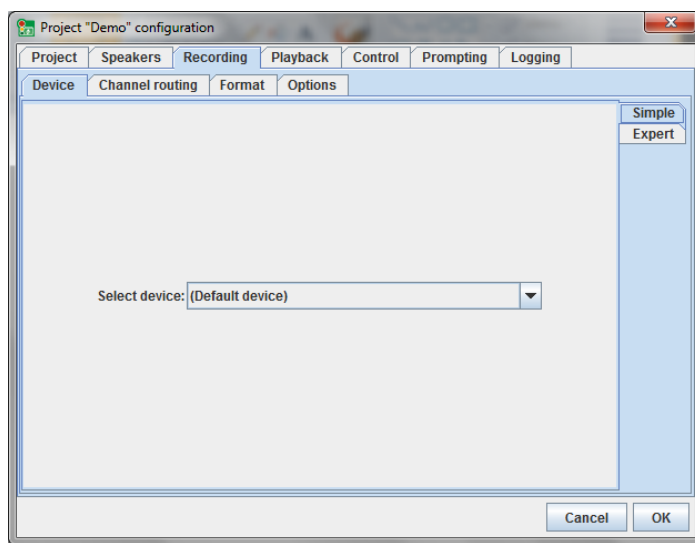 Project "Demo" configuration
Project Speakers Recording Playback Control Prompting Logging
Device Channel routing Format Options
Simple
Expert
Select device: (Default device)
Cancel OK